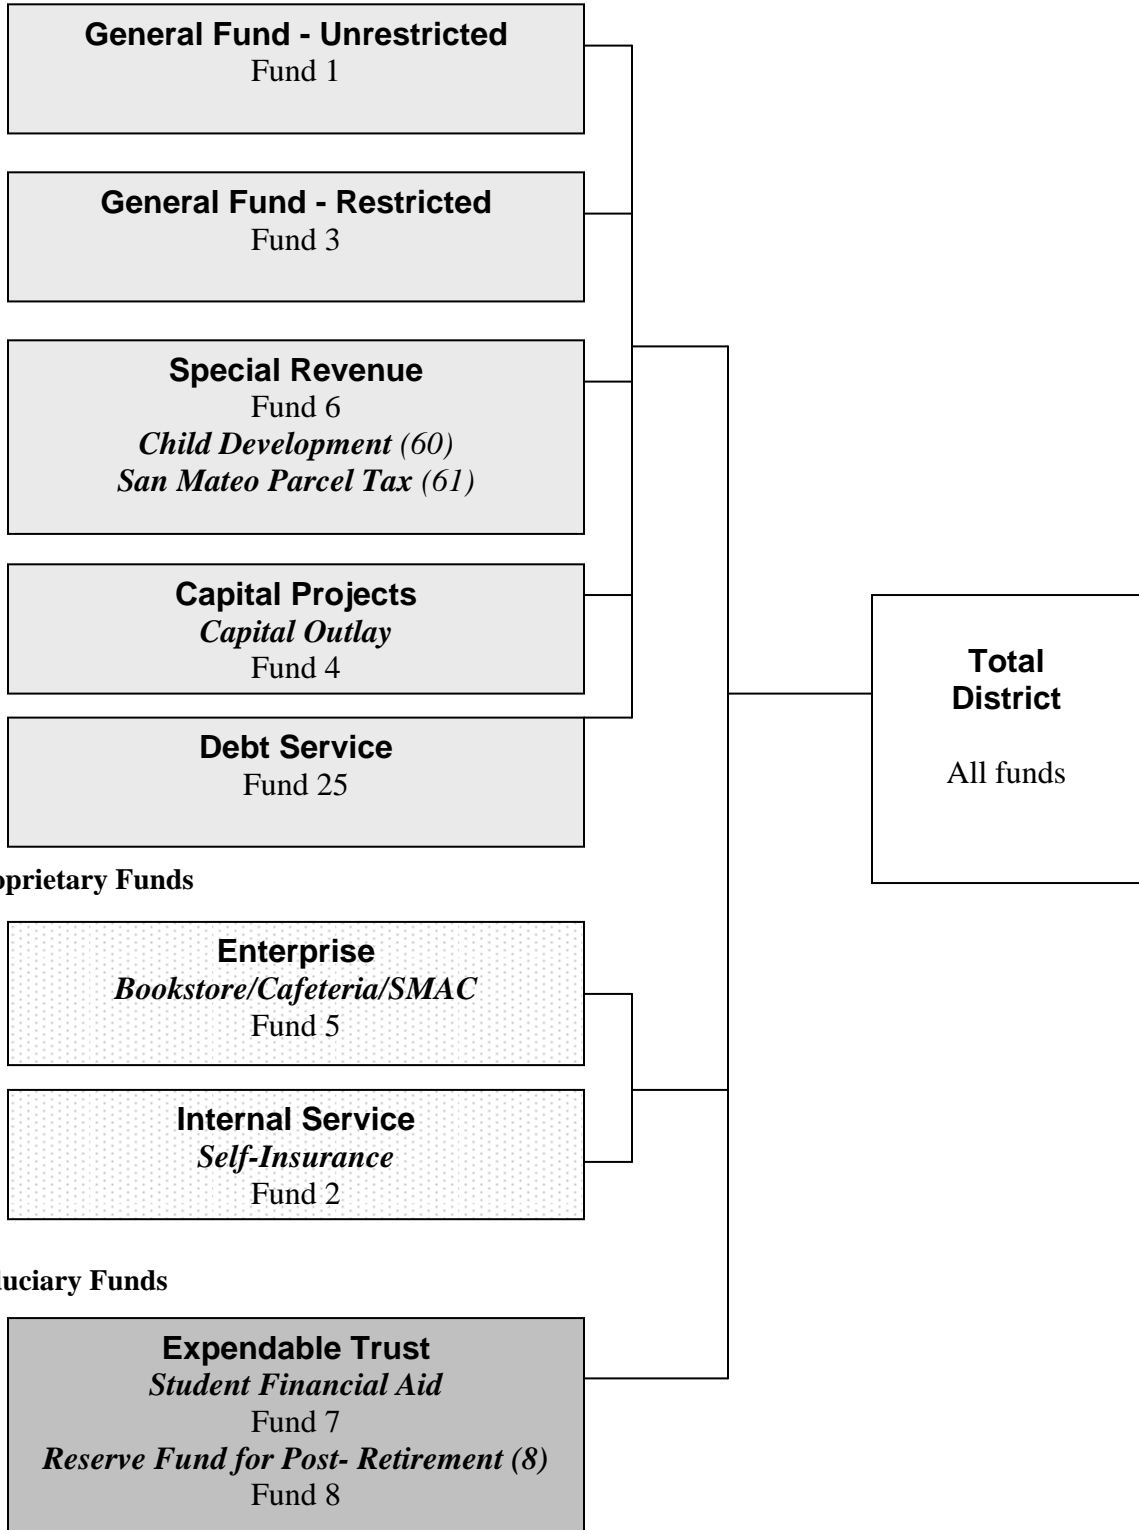 General Fund - Unrestricted
Fund 1
General Fund - Restricted
Fund 3
Special Revenue
Fund 6
Child Development (60)
San Mateo Parcel Tax (61)
Capital Projects
Capital Outlay
Fund 4
Debt Service
Fund 25
Total
District
All funds
oprietary Funds
Enterprise
Bookstore/Cafeteria/SMAC
Fund 5
Internal Service
Self-Insurance
Fund 2
duciary Funds
Expendable Trust
Student Financial Aid
Fund 7
Reserve Fund for Post- Retirement (8)
Fund 8